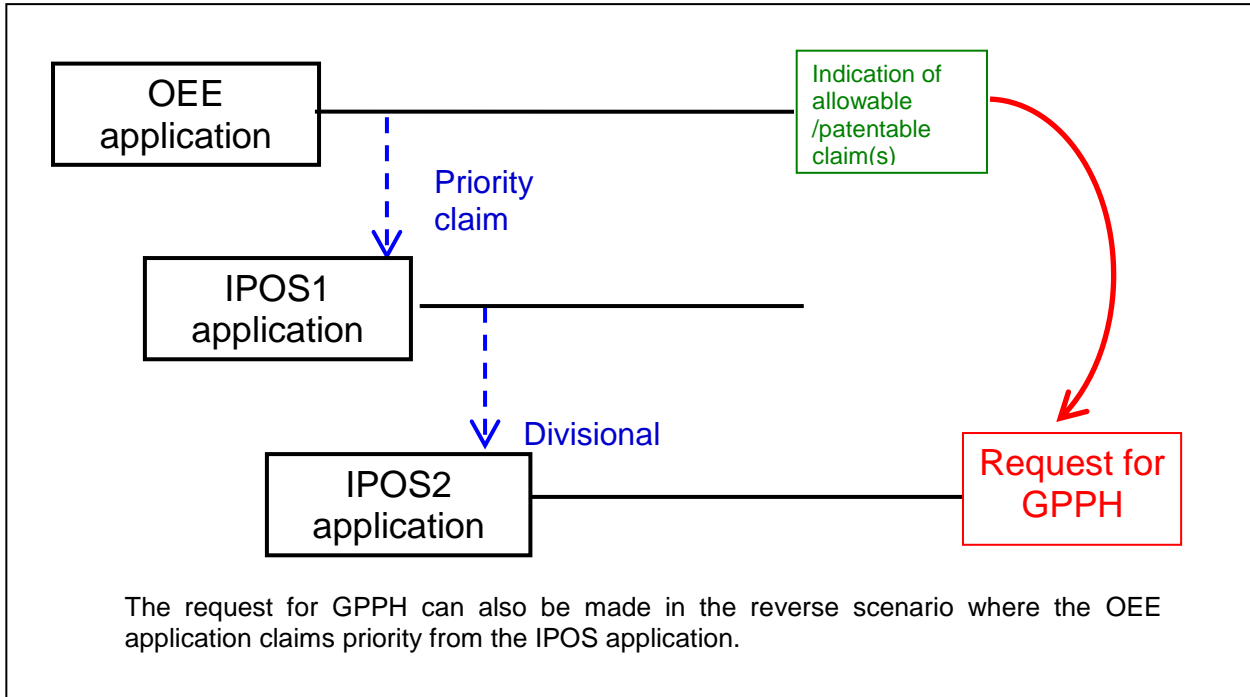 OEE
application
Indication of
allowable
/patentable
claim(s)
Priority
claim
IPOS1
application
Divisional
IPOS2
application
Request for
GPPH
The request for GPPH can also be made in the reverse scenario where the OEE
application claims priority from the IPOS application.